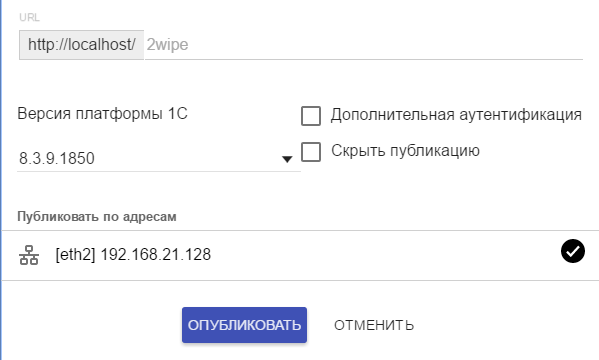 URL
http://localhost/ 2wipe
Версия платформы 1С
Дополнительная аутентификация
8.3.9.1850
Скрыть публикацию
Публиковать по адресам
[eth2] 192.168.21.128
ОПУБЛИКОВАТЬ ОТМЕНИТЬ